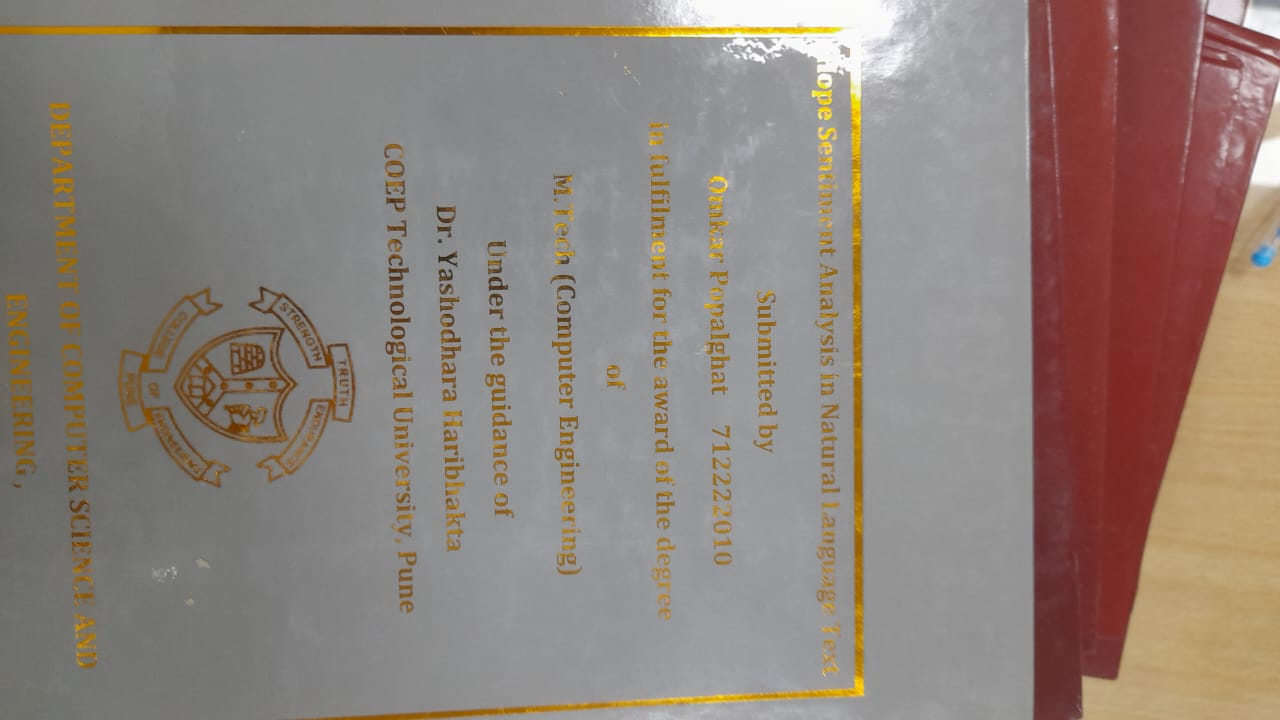 Hope Sentiment Analysis in Natural Language Text
Submitted by
Omkar Popalghat 712222010
in fulfilment for the award of the degree
of
M.Tech (Computer Engineering)
Under the guidance of
Dr. Yashodhara Haribhakta
COEP Technological University, Pune
TRUTH
STRENGTH
ENDURANCE
COLLEGE
OF
ENGINEERING
PUNE
DEPARTMENT OF COMPUTER SCIENCE AND
ENGINEERING,